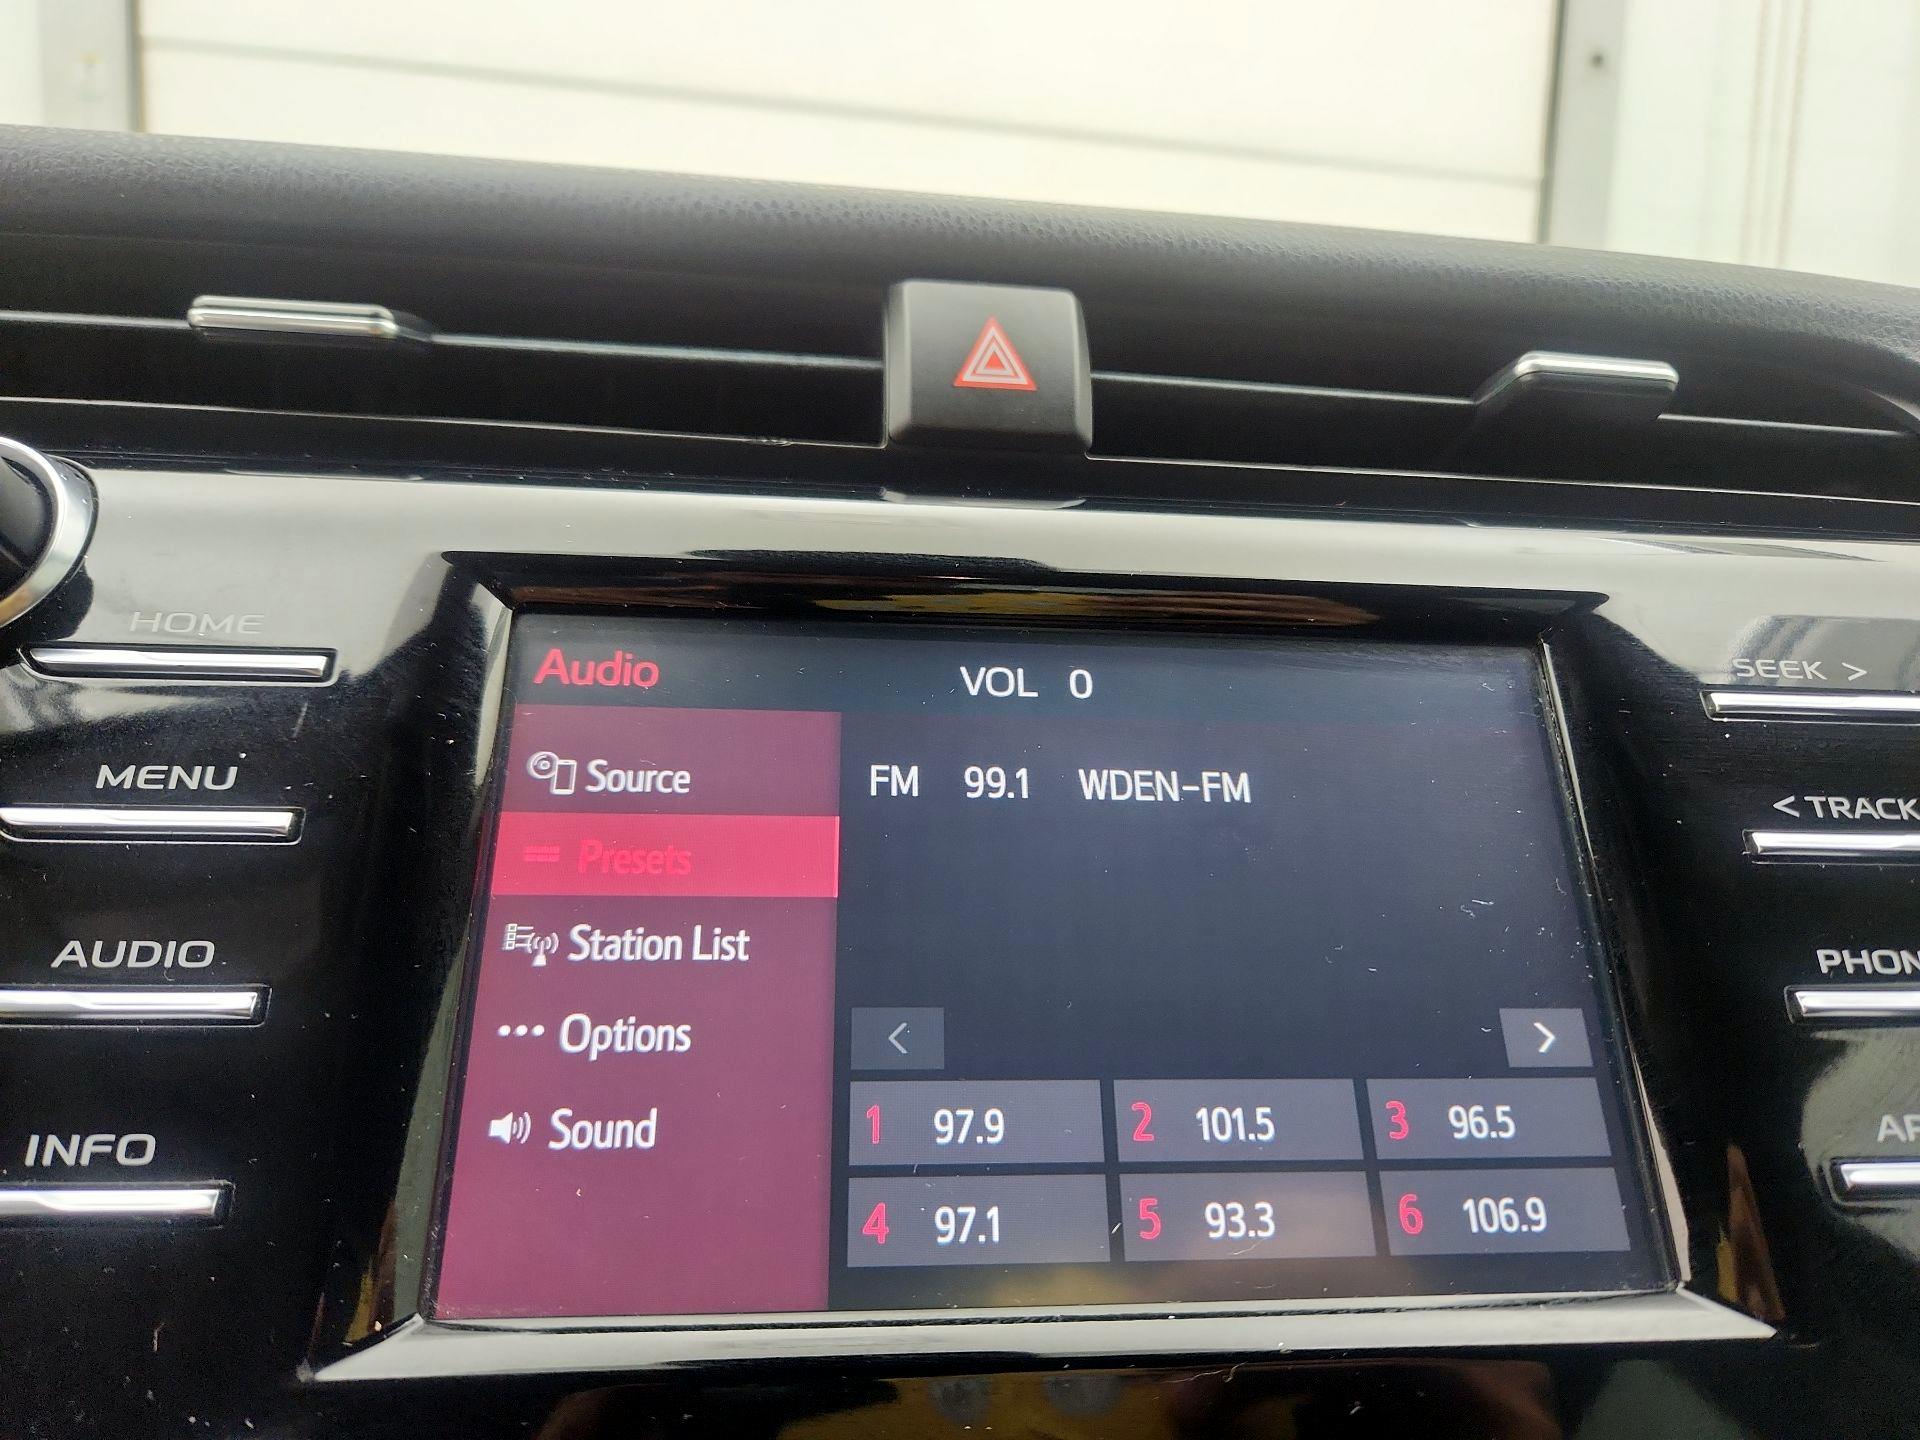 HOME
MENU
AUDIO
INFO
Audio
VOL 0
Source
Presets
Station List
Options
Sound
FM 99.1 WDEN-FM
<
>
1 97.9
2 101.5
3 96.5
4 97.1
5 93.3
6 106.9
SEEK >
< TRACK
PHON
AP